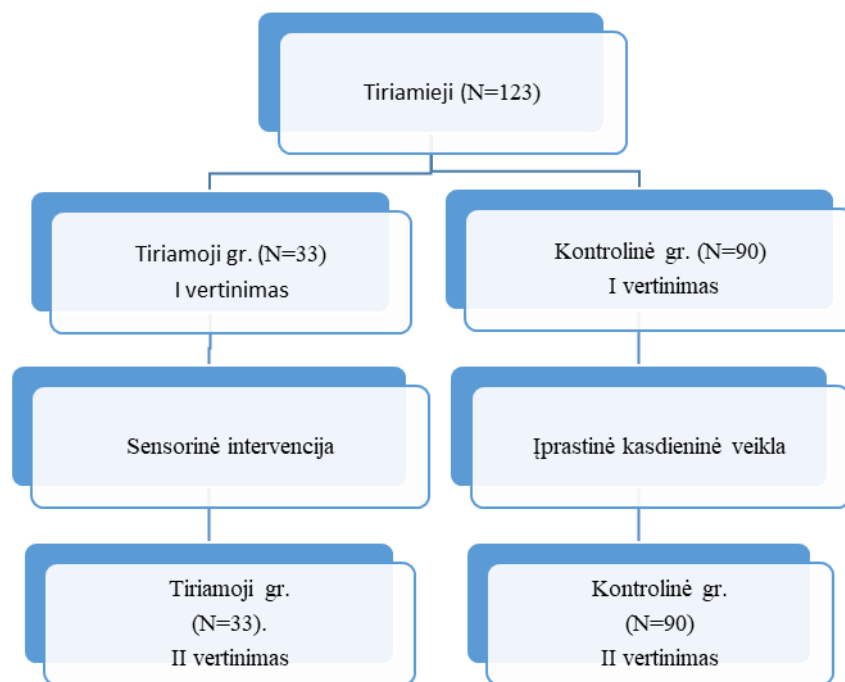 Tiriamieji (N=123)
Tiriamoji gr. (N=33)
I vertinimas
Kontrolinė gr. (N=90)
I vertinimas
Sensorinė intervencija
Įprastinė kasdieninė veikla
Tiriamoji gr.
(N=33).
II vertinimas
Kontrolinė gr.
(N=90)
II vertinimas